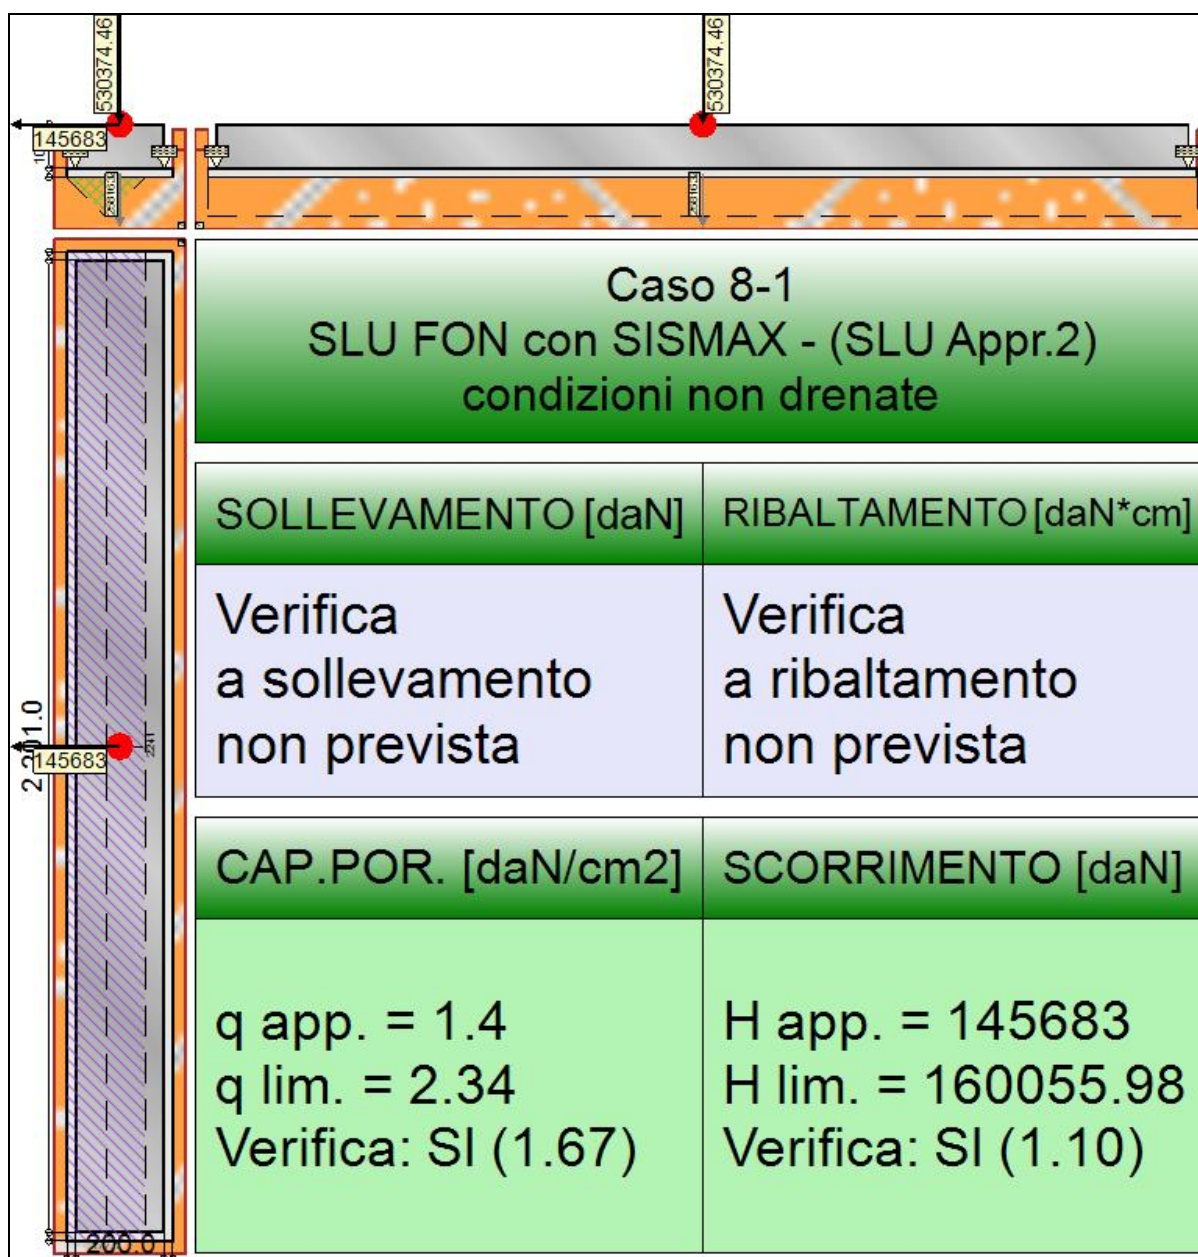 530374.46
530374.46
145683
Caso 8-1
SLU FON con SISMAX - (SLU Appr.2)
condizioni non drenate
SOLLEVAMENTO [daN]
RIBALTAMENTO [daN*cm]
Verifica
a sollevamento
non prevista
Verifica
a ribaltamento
non prevista
145683
CAP.POR. [daN/cm2]
SCORRIMENTO [daN]
q app. = 1.4
q lim. = 2.34
Verifica: SI (1.67)
H app. = 145683
H lim. = 160055.98
Verifica: SI (1.10)
200.0